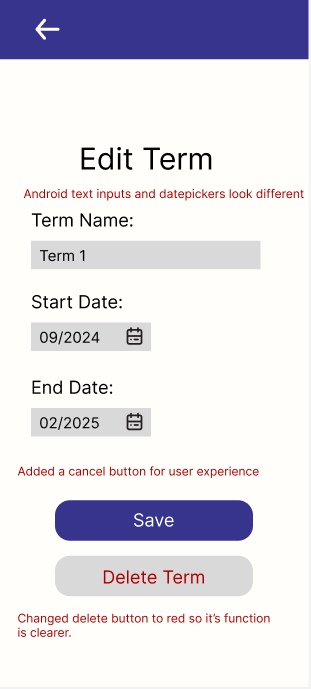 Edit Term
Android text inputs and datepickers look different
Term Name:
Term 1
Start Date:
09/2024
End Date:
02/2025
Added a cancel button for user experience
Save
Delete Term
Changed delete button to red so it's function
is clearer.